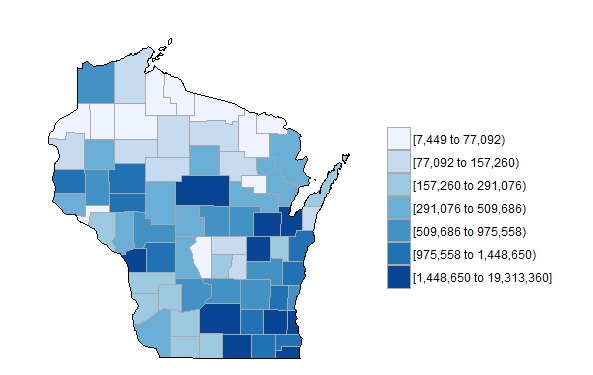 [7,449 to 77,092)
[77,092 to 157,260)
[157,260 to 291,076)
[291,076 to 509,686)
[509,686 to 975,558)
[975,558 to 1,448,650)
[1,448,650 to 19,313,360]